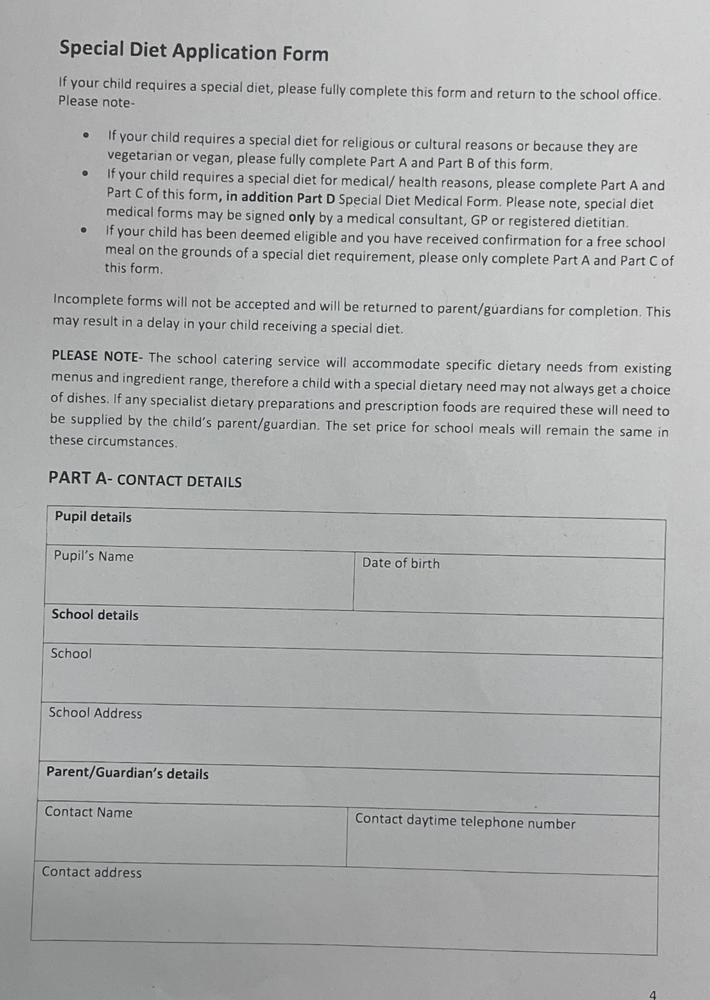 Special Diet Application Form
If your child requires a special diet, please fully complete this form and return to the school office.
Please note-
• If your child requires a special diet for religious or cultural reasons or because they are
vegetarian or vegan, please fully complete Part A and Part B of this form.
• If your child requires a special diet for medical/ health reasons, please complete Part A and
Part C of this form, in addition Part D Special Diet Medical Form. Please note, special diet
medical forms may be signed only by a medical consultant, GP or registered dietitian.
• If your child has been deemed eligible and you have received confirmation for a free school
meal on the grounds of a special diet requirement, please only complete Part A and Part C of
this form.
Incomplete forms will not be accepted and will be returned to parent/guardians for completion. This
may result in a delay in your child receiving a special diet.
PLEASE NOTE- The school catering service will accommodate specific dietary needs from existing
menus and ingredient range, therefore a child with a special dietary need may not always get a choice
of dishes. If any specialist dietary preparations and prescription foods are required these will need to
be supplied by the child's parent/guardian. The set price for school meals will remain the same in
these circumstances.
PART A- CONTACT DETAILS
Pupil details
Pupil's Name
Date of birth
School details
School
School Address
Parent/Guardian's details
Contact Name
Contact daytime telephone number
Contact address
4